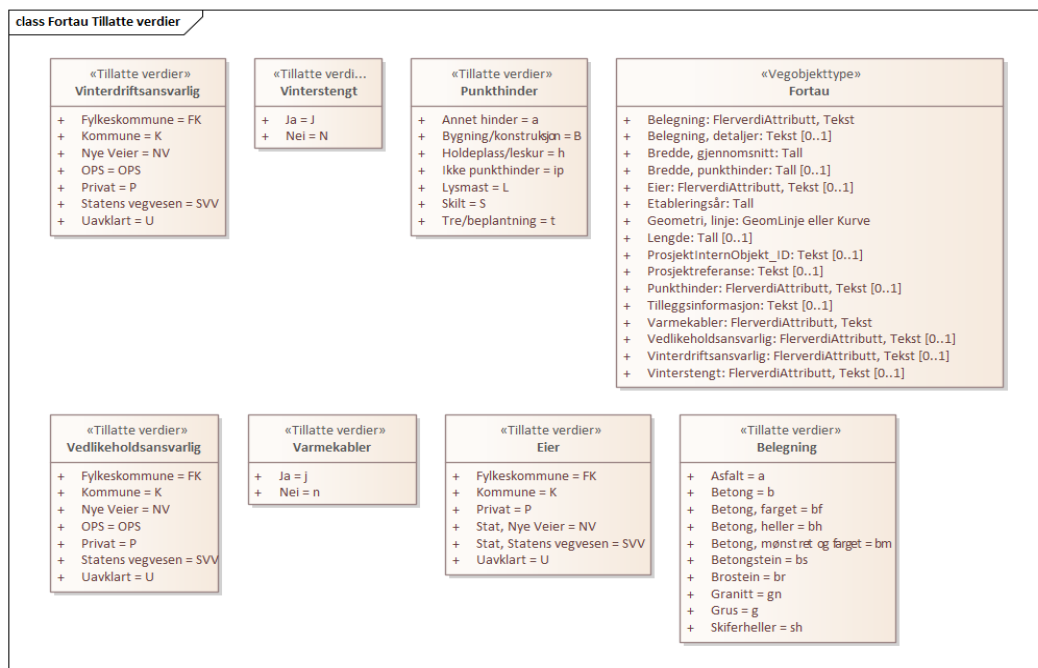 class Fortau Tillatte verdier
«Tillatte verdier»
Vinterdriftsansvarlig
+ Fylkeskommune = FK
+ Kommune = K
+ Nye Veier = NV
+ OPS = OPS
+ Privat = P
+ Statens vegvesen = SVV
+ Uavklart = U
«Tillatte verdi...
Vinterstengt
+ Ja = J
+ Nei = N
«Tillatte verdier»
Punkthinder
+ Annet hinder = a
+ Bygning/konstruksjon = B
+ Holdeplass/leskur = h
+ Ikke punkthinder = ip
+ Lysmast = L
+ Skilt = S
+ Tre/beplantning = t
«Vegobjekttype»
Fortau
+ Belegning: FlerverdiAttributt, Tekst
+ Belegning, detaljer: Tekst [0..1]
+ Bredde, gjennomsnitt: Tall
+ Bredde, punkthinder: Tall [0..1]
+ Eier: FlerverdiAttributt, Tekst [0..1]
+ Etableringsår: Tall
+ Geometri, linje: GeomLinje eller Kurve
+ Lengde: Tall [0..1]
+ ProsjektInternObjekt_ID: Tekst [0..1]
+ Prosjektreferanse: Tekst [0..1]
+ Punkthinder: FlerverdiAttributt, Tekst [0..1]
+ Tilleggsinformasjon: Tekst [0..1]
+ Varmekabler: FlerverdiAttributt, Tekst
+ Vedlikeholdsansvarlig: FlerverdiAttributt, Tekst [0..1]
+ Vinterdriftsansvarlig: FlerverdiAttributt, Tekst [0..1]
+ Vinterstengt: FlerverdiAttributt, Tekst [0..1]
«Tillatte verdier»
Vedlikeholdsansvarlig
+ Fylkeskommune = FK
+ Kommune = K
+ Nye Veier = NV
+ OPS = OPS
+ Privat = P
+ Statens vegvesen = SVV
+ Uavklart = U
«Tillatte verdier»
Varmekabler
+ Ja = j
+ Nei = n
«Tillatte verdier»
Eier
+ Fylkeskommune = FK
+ Kommune = K
+ Privat = P
+ Stat, Nye Veier = NV
+ Stat, Statens vegvesen = SVV
+ Uavklart = U
«Tillatte verdier»
Belegning
+ Asfalt = a
+ Betong = b
+ Betong, farget = bf
+ Betong, heller = bh
+ Betong, mønstret og farget = bm
+ Betongstein = bs
+ Brostein = br
+ Granitt = gn
+ Grus = g
+ Skiferheller = sh